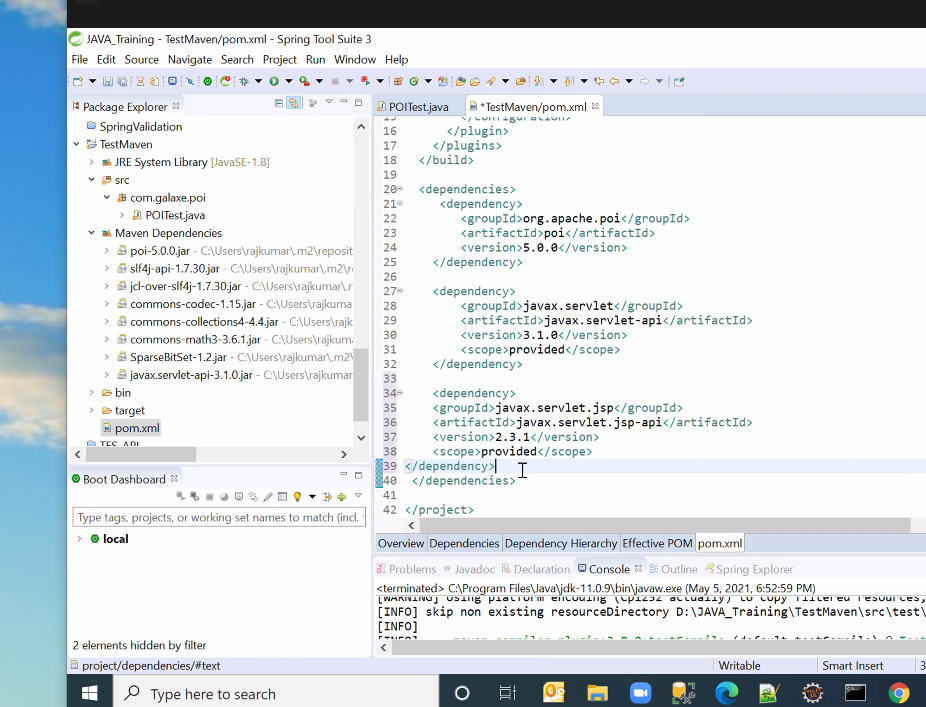 JAVA_Training - TestMaven/pom.xml - Spring Tool Suite 3
File Edit Source Navigate Search Project Run Window Help
Package Explorer
SpringValidation
TestMaven
JRE System Library [JavaSE-1.8]
src
com.galaxe.poi
POITest.java
Maven Dependencies
poi-5.0.0.jar - C:\Users\rajkumar\.m2\reposit
slf4j-api-1.7.30.jar - C:\Users\rajkumar\.m2\r
jcl-over-slf4j-1.7.30.jar - C:\Users\rajkumar\.
commons-codec-1.15.jar - C:\Users\rajkuma
commons-collections4-4.4.jar - C:\Users\rajk
commons-math3-3.6.1.jar - C:\Users\rajkum
SparseBitSet-1.2.jar - C:\Users\rajkumar\.m2\
javax.servlet-api-3.1.0.jar - C:\Users\rajkumar
bin
target
pom.xml
TES_API
Boot Dashboard
Type tags, projects, or working set names to match (incl.
local
2 elements hidden by filter
POITest.java *TestMaven/pom.xml
15 </configuration>
16 </plugin>
17 </plugins>
18 </build>
19
20 <dependencies>
21 <dependency>
22 <groupId>org.apache.poi</groupId>
23 <artifactId>poi</artifactId>
24 <version>5.0.0</version>
25 </dependency>
26
27 <dependency>
28 <groupId>javax.servlet</groupId>
29 <artifactId>javax.servlet-api</artifactId>
30 <version>3.1.0</version>
31 <scope>provided</scope>
32 </dependency>
33
34 <dependency>
35 <groupId>javax.servlet.jsp</groupId>
36 <artifactId>javax.servlet.jsp-api</artifactId>
37 <version>2.3.1</version>
38 <scope>provided</scope>
39 </dependency>
40 </dependencies>
41
42 </project>
Overview Dependencies Dependency Hierarchy Effective POM pom.xml
Problems Javadoc Declaration Console Outline Spring Explorer
<terminated> C:\Program Files\Java\jdk-11.0.9\bin\javaw.exe (May 5, 2021, 6:52:59 PM)
[WARNING] Using platform encoding (Cp1252 actually) to copy filtered resources,
[INFO] skip non existing resourceDirectory D:\JAVA_Training\TestMaven\src\test\
[INFO]
[INFO] --- maven-compiler-plugin:3.8.0:testCompile (default-testCompile) @ Test
project/dependencies/#text
Writable Smart Insert 3
Type here to search